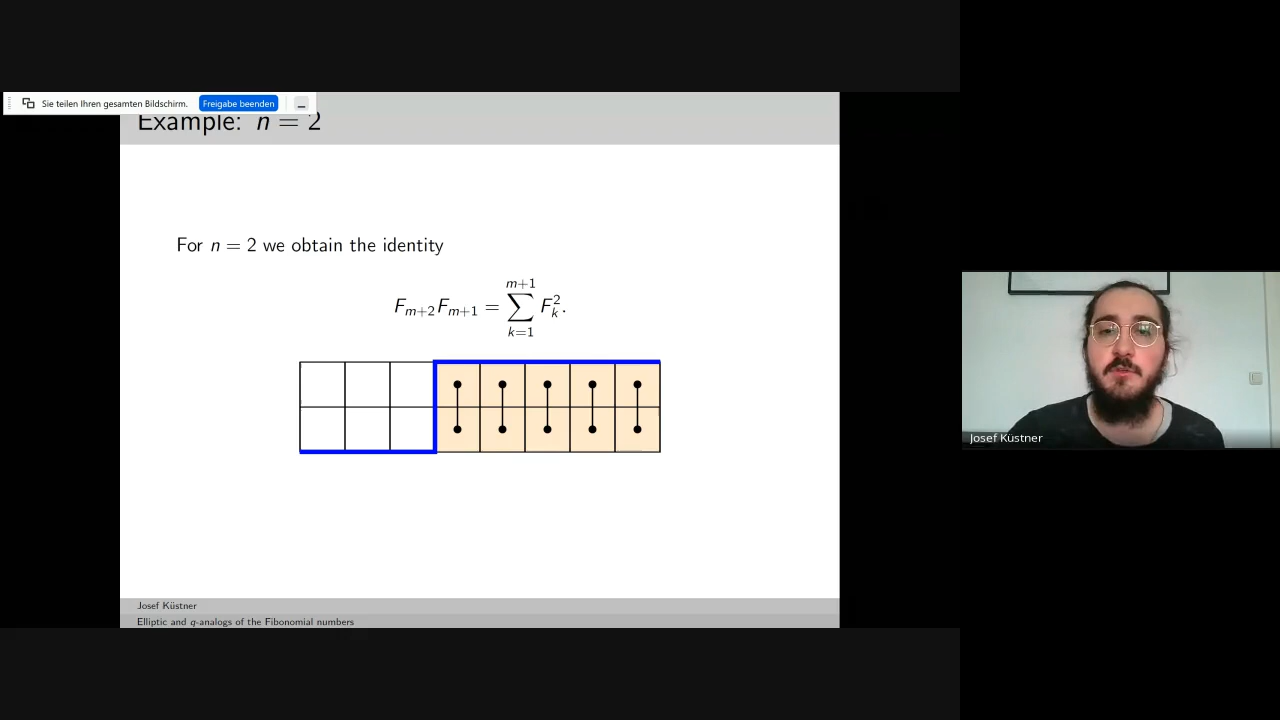 Sie teilen Ihren gesamten Bildschirm. Freigabe beenden
Example: n = 2
For n = 2 we obtain the identity
F_{m+2}F_{m+1} = \sum_{k=1}^{m+1} F_k^2.
Josef Küstner
Josef Küstner
Elliptic and q-analogs of the Fibonomial numbers